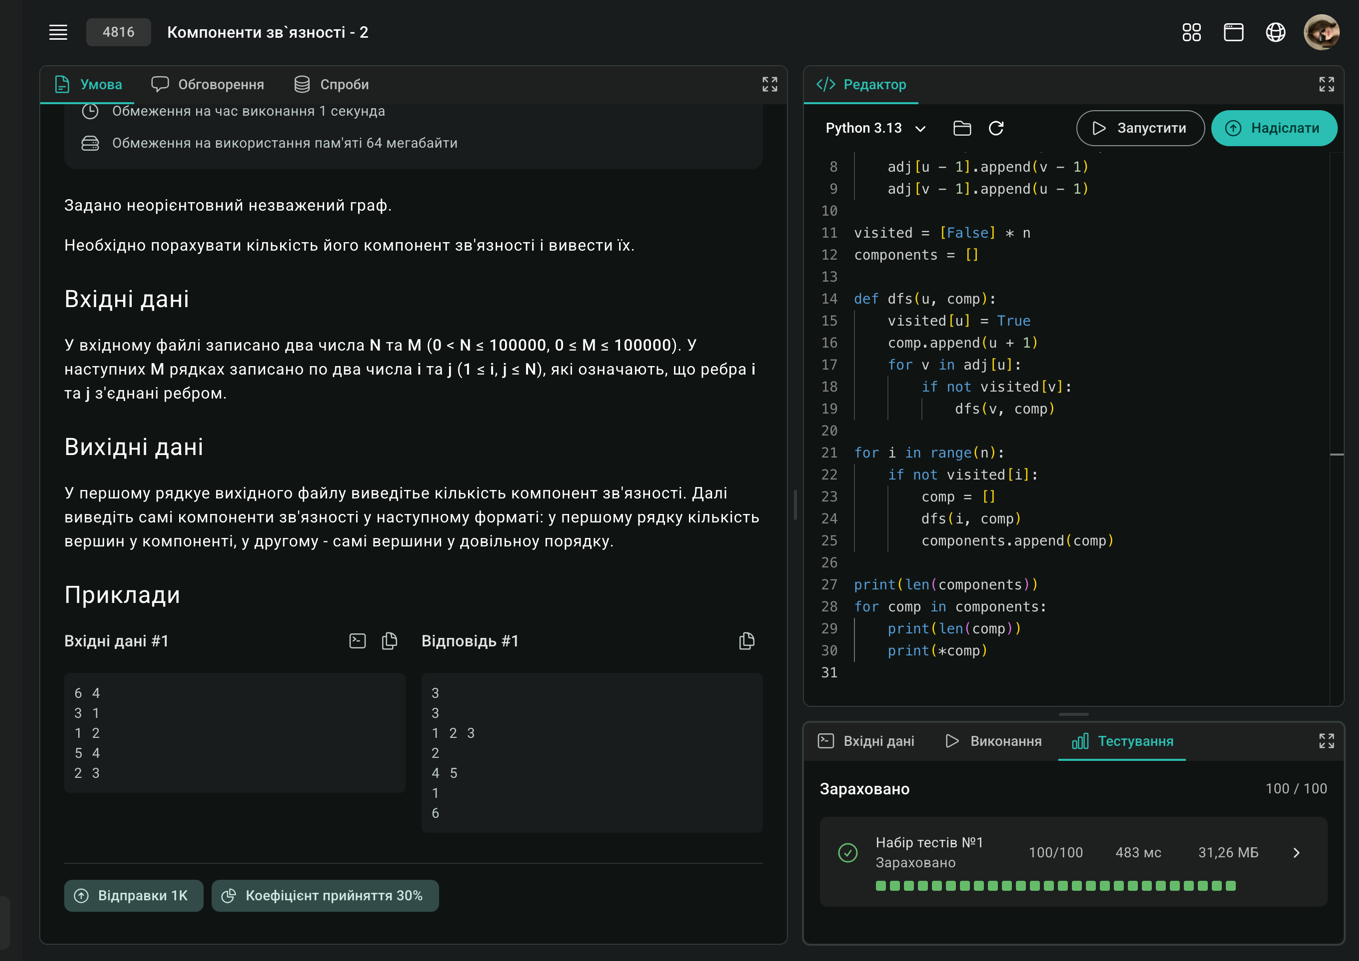 4816 Компоненти зв`язності - 2
Умова Обговорення Спроби
Обмеження на час виконання 1 секунда
Обмеження на використання пам'яті 64 мегабайти
Задано неорієнтовний незважений граф.
Необхідно порахувати кількість його компонент зв'язності і вивести їх.
Вхідні дані
У вхідному файлі записано два числа N та M (0 < N ≤ 100000, 0 ≤ M ≤ 100000). У
наступних M рядках записано по два числа i та j (1 ≤ i, j ≤ N), які означають, що ребра i
та j з'єднані ребром.
Вихідні дані
У першому рядкує вихідного файлу виведітье кількість компонент зв'язності. Далі
виведіть самі компоненти зв'язності у наступному форматі: у першому рядку кількість
вершин у компоненті, у другому - самі вершини у довільноу порядку.
Приклади
Вхідні дані #1
6 4
3 1
1 2
5 4
2 3
Відповідь #1
3
3
1 2 3
2
4 5
1
6
Відправки 1K Коефіцієнт прийняття 30%
Редактор
Python 3.13 Запустити Надіслати
8 adj[u - 1].append(v - 1)
9 adj[v - 1].append(u - 1)
10
11 visited = [False] * n
12 components = []
13
14 def dfs(u, comp):
15 visited[u] = True
16 comp.append(u + 1)
17 for v in adj[u]:
18 if not visited[v]:
19 dfs(v, comp)
20
21 for i in range(n):
22 if not visited[i]:
23 comp = []
24 dfs(i, comp)
25 components.append(comp)
26
27 print(len(components))
28 for comp in components:
29 print(len(comp))
30 print(*comp)
31
Вхідні дані Виконання Тестування
Зараховано 100 / 100
Набір тестів №1 100/100 483 мс 31,26 МБ
Зараховано